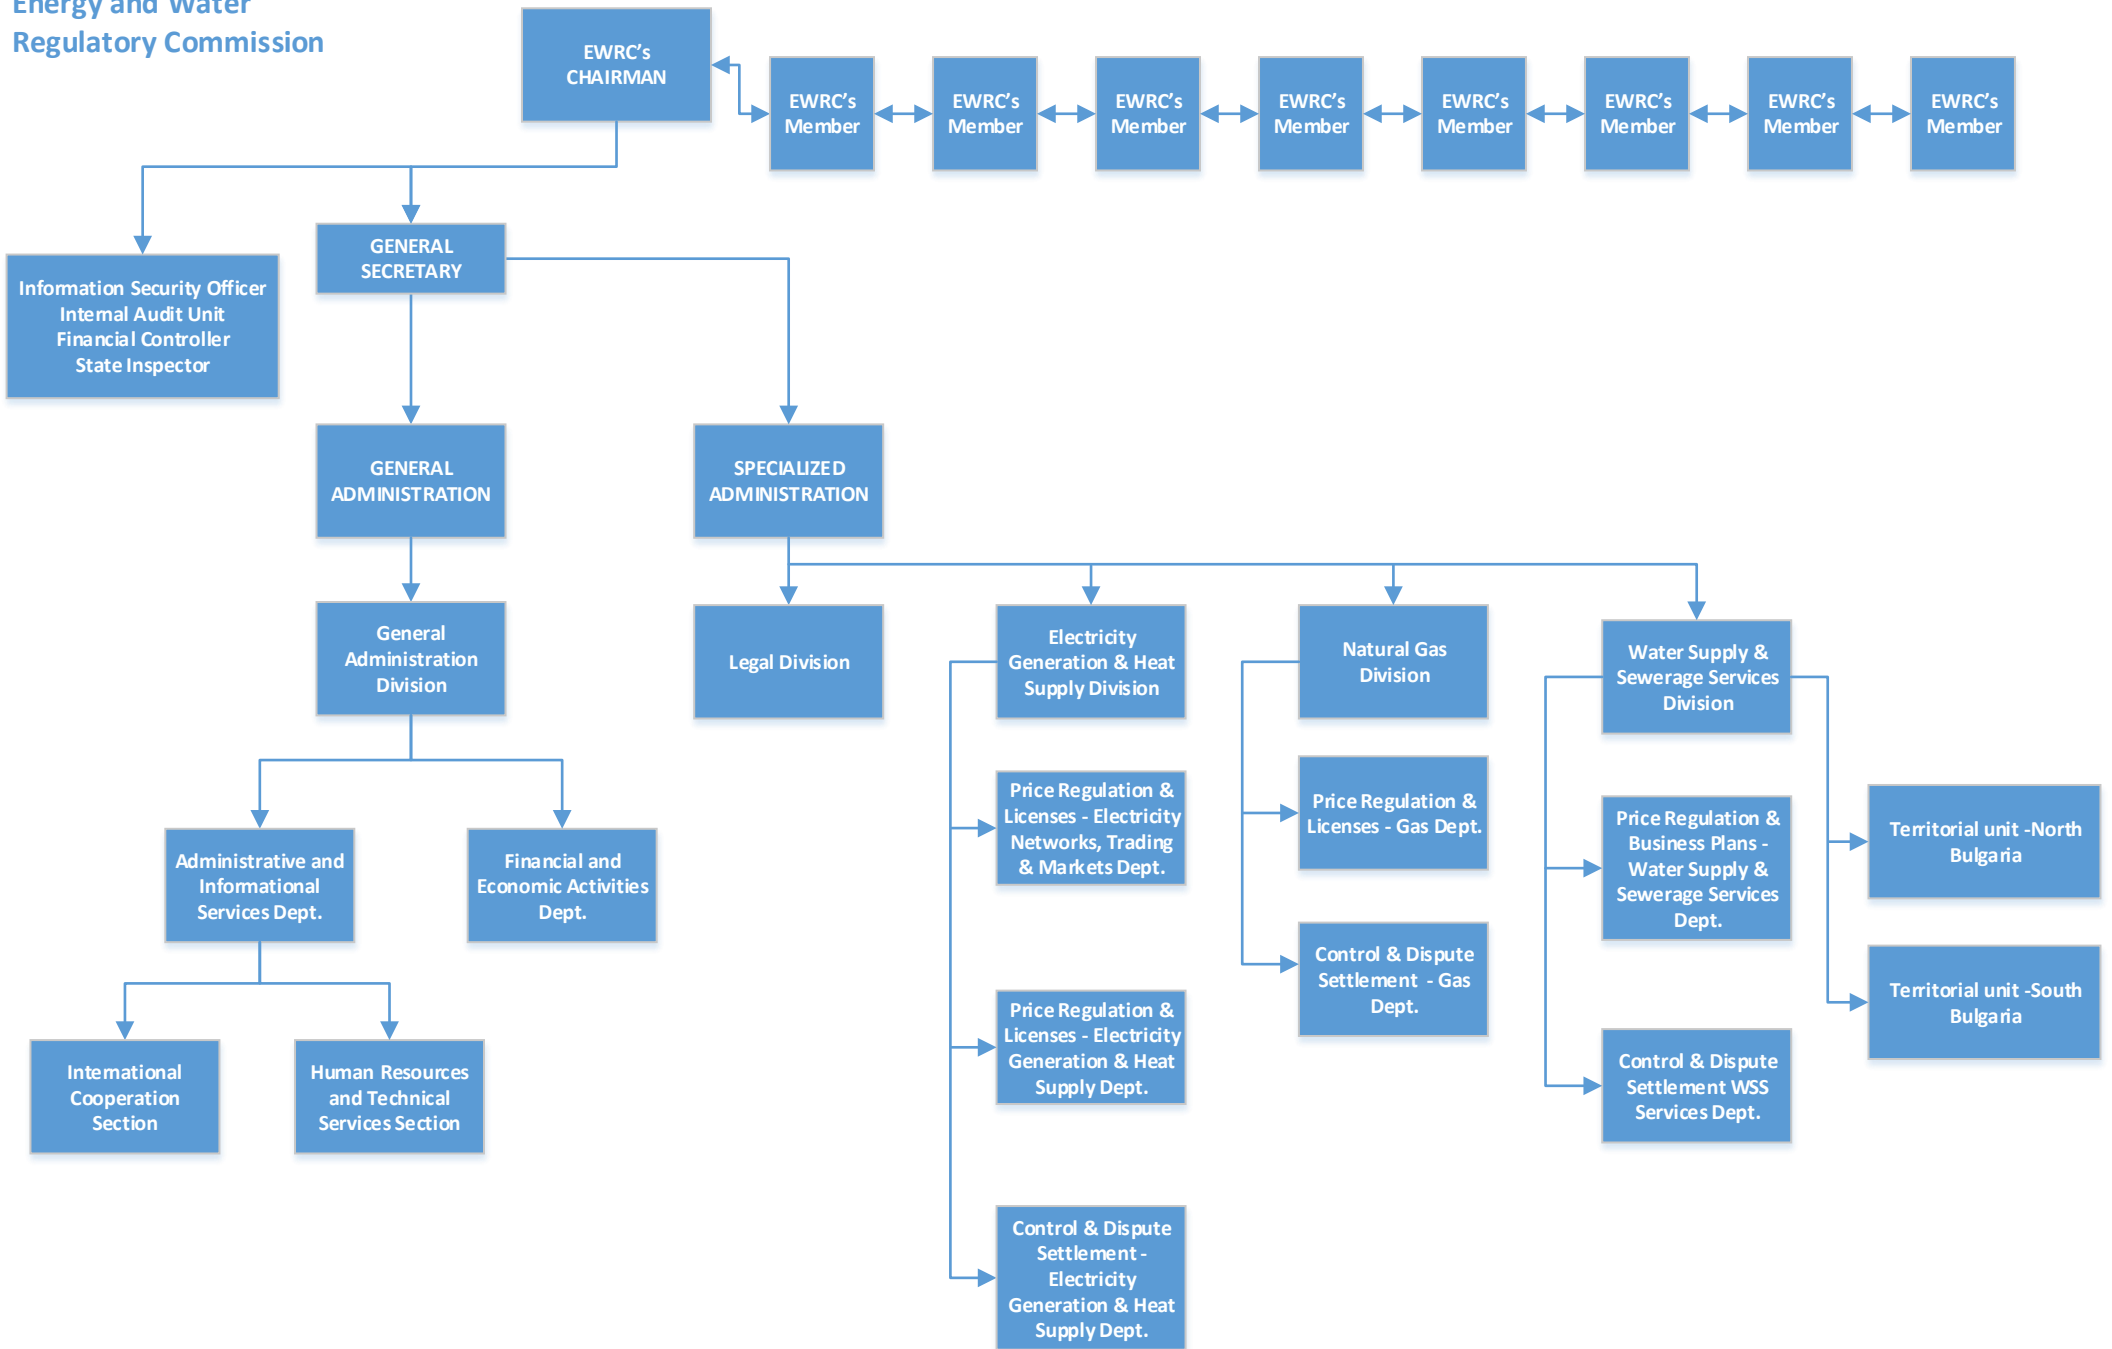 Energy and Water
Regulatory Commission
EWRC's
CHAIRMAN
EWRC's
Member
EWRC's
Member
EWRC's
Member
EWRC's
Member
EWRC's
Member
EWRC's
Member
EWRC's
Member
EWRC's
Member
GENERAL
SECRETARY
Information Security Officer
Internal Audit Unit
Financial Controller
State Inspector
GENERAL
ADMINISTRATION
SPECIALIZED
ADMINISTRATION
General
Administration
Division
Legal Division
Electricity
Generation & Heat
Supply Division
Natural Gas
Division
Water Supply &
Sewerage Services
Division
Administrative and
Informational
Services Dept.
Financial and
Economic Activities
Dept.
Price Regulation &
Licenses - Electricity
Networks, Trading
& Markets Dept.
Price Regulation &
Licenses - Gas Dept.
Price Regulation &
Business Plans -
Water Supply &
Sewerage Services
Dept.
Territorial unit -North
Bulgaria
Control & Dispute
Settlement - Gas
Dept.
Territorial unit -South
Bulgaria
International
Cooperation
Section
Human Resources
and Technical
Services Section
Price Regulation &
Licenses - Electricity
Generation & Heat
Supply Dept.
Control & Dispute
Settlement WSS
Services Dept.
Control & Dispute
Settlement -
Electricity
Generation & Heat
Supply Dept.